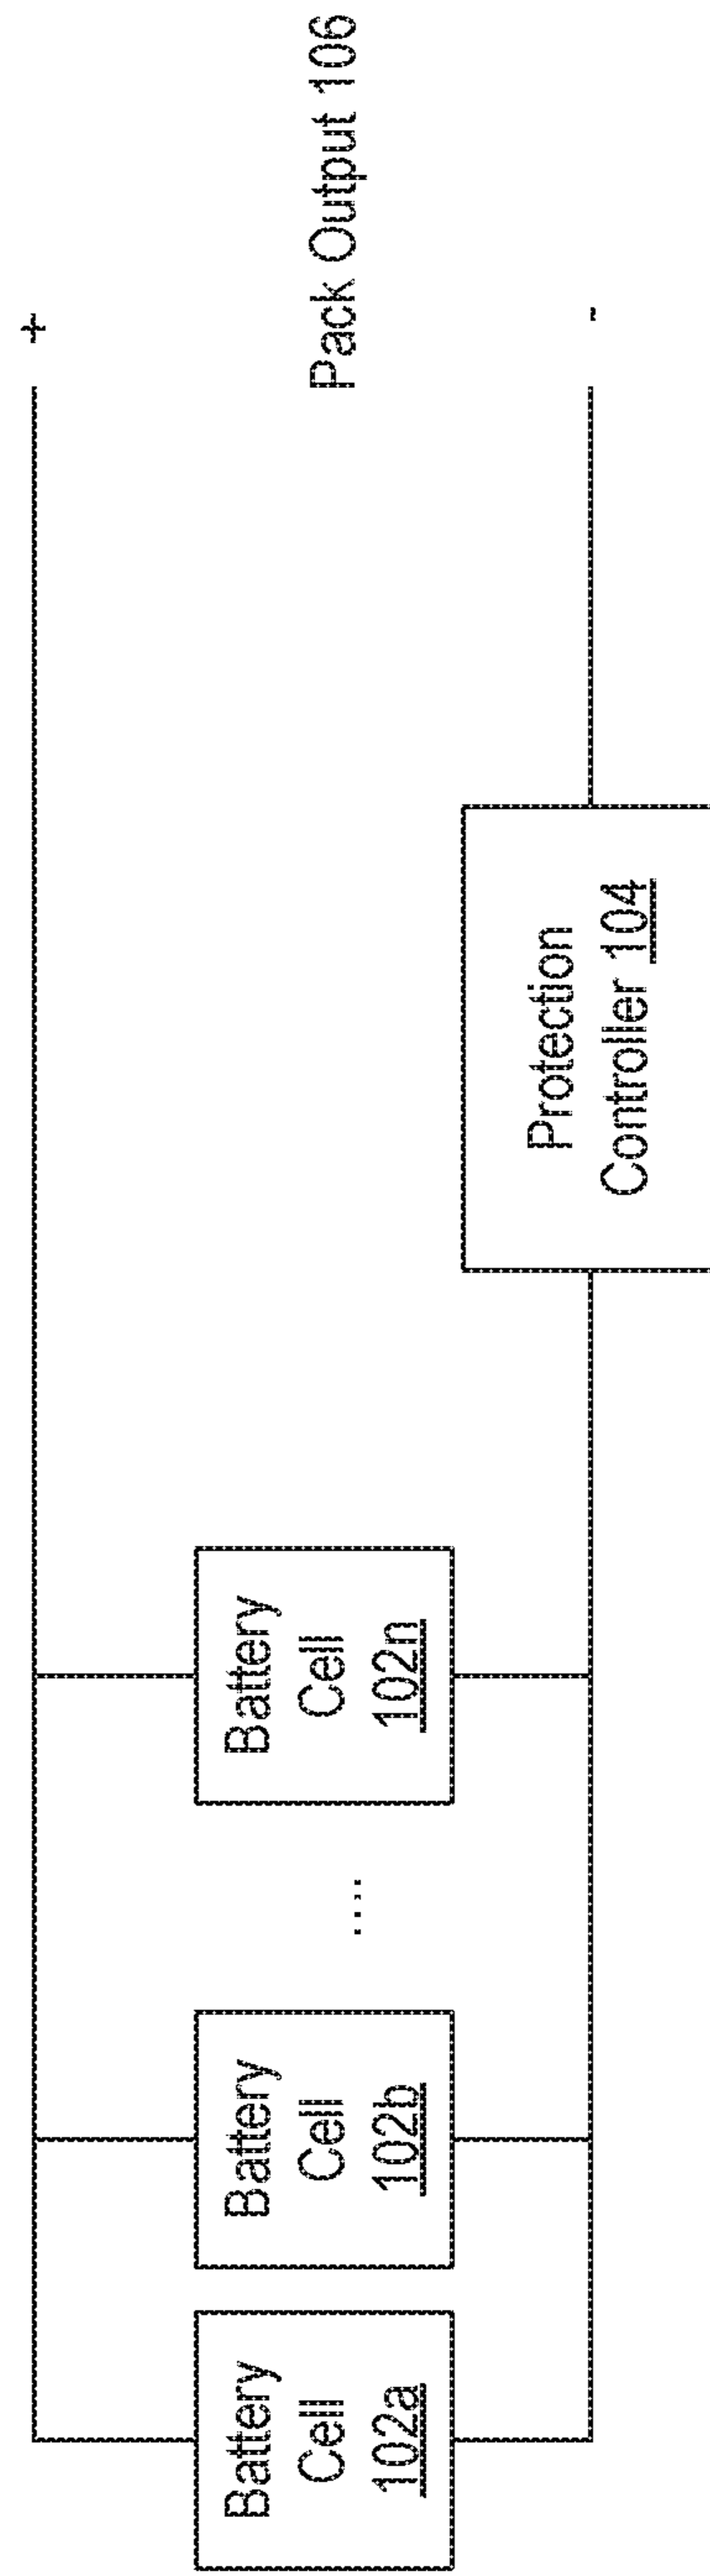 +
Pack Output 106
-
Battery
Cell
102a
Battery
Cell
102b
....
Battery
Cell
102n
Protection
Controller 104